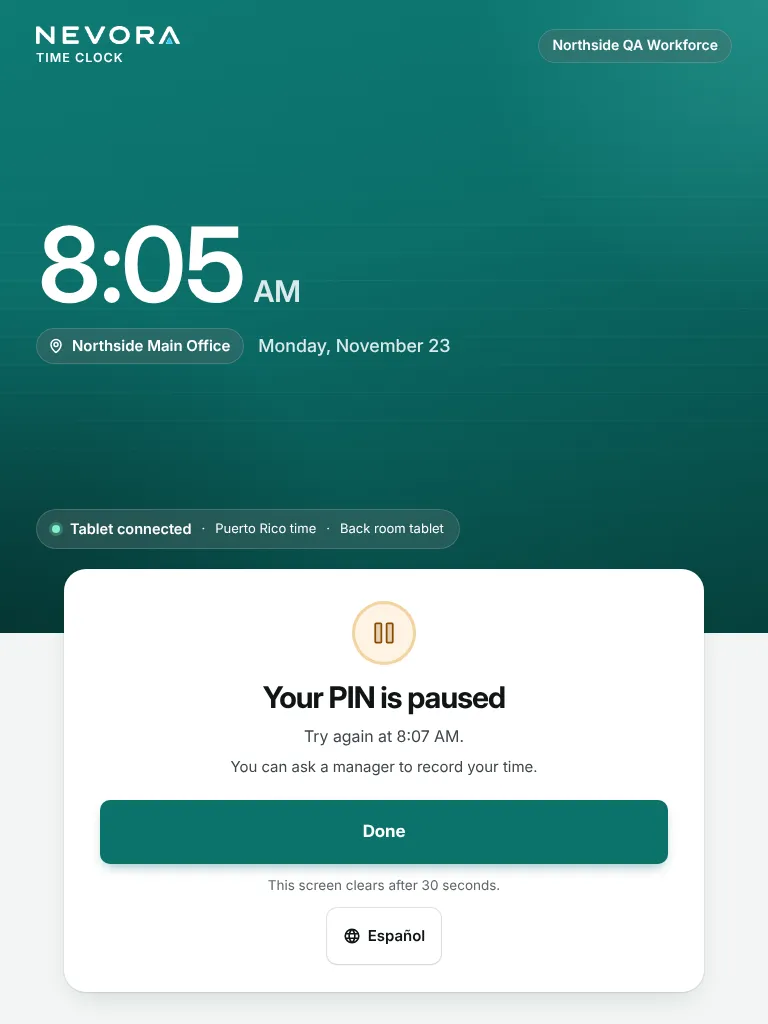 NEVORA
TIME CLOCK
Northside QA Workforce
8:05 AM
Northside Main Office
Monday, November 23
Tablet connected · Puerto Rico time · Back room tablet
Your PIN is paused
Try again at 8:07 AM.
You can ask a manager to record your time.
Done
This screen clears after 30 seconds.
Español